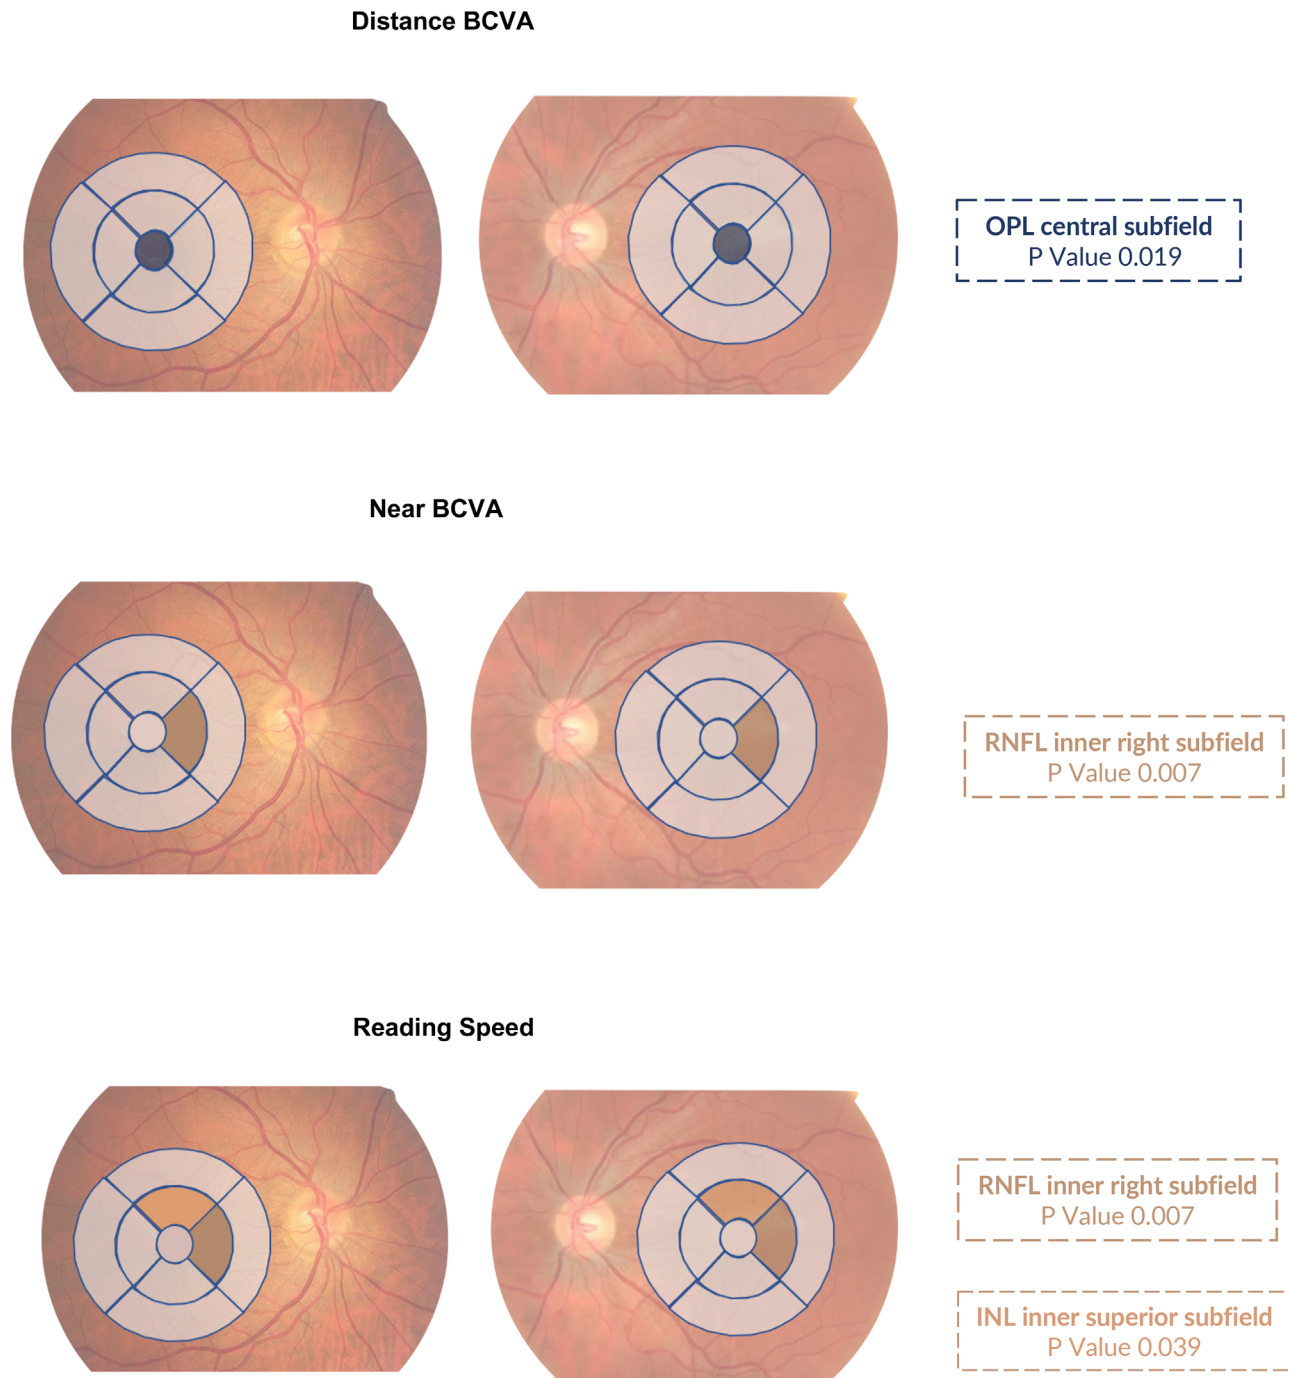 Distance BCVA
OPL central subfield
P Value 0.019
Near BCVA
RNFL inner right subfield
P Value 0.007
Reading Speed
RNFL inner right subfield
P Value 0.007
INL inner superior subfield
P Value 0.039